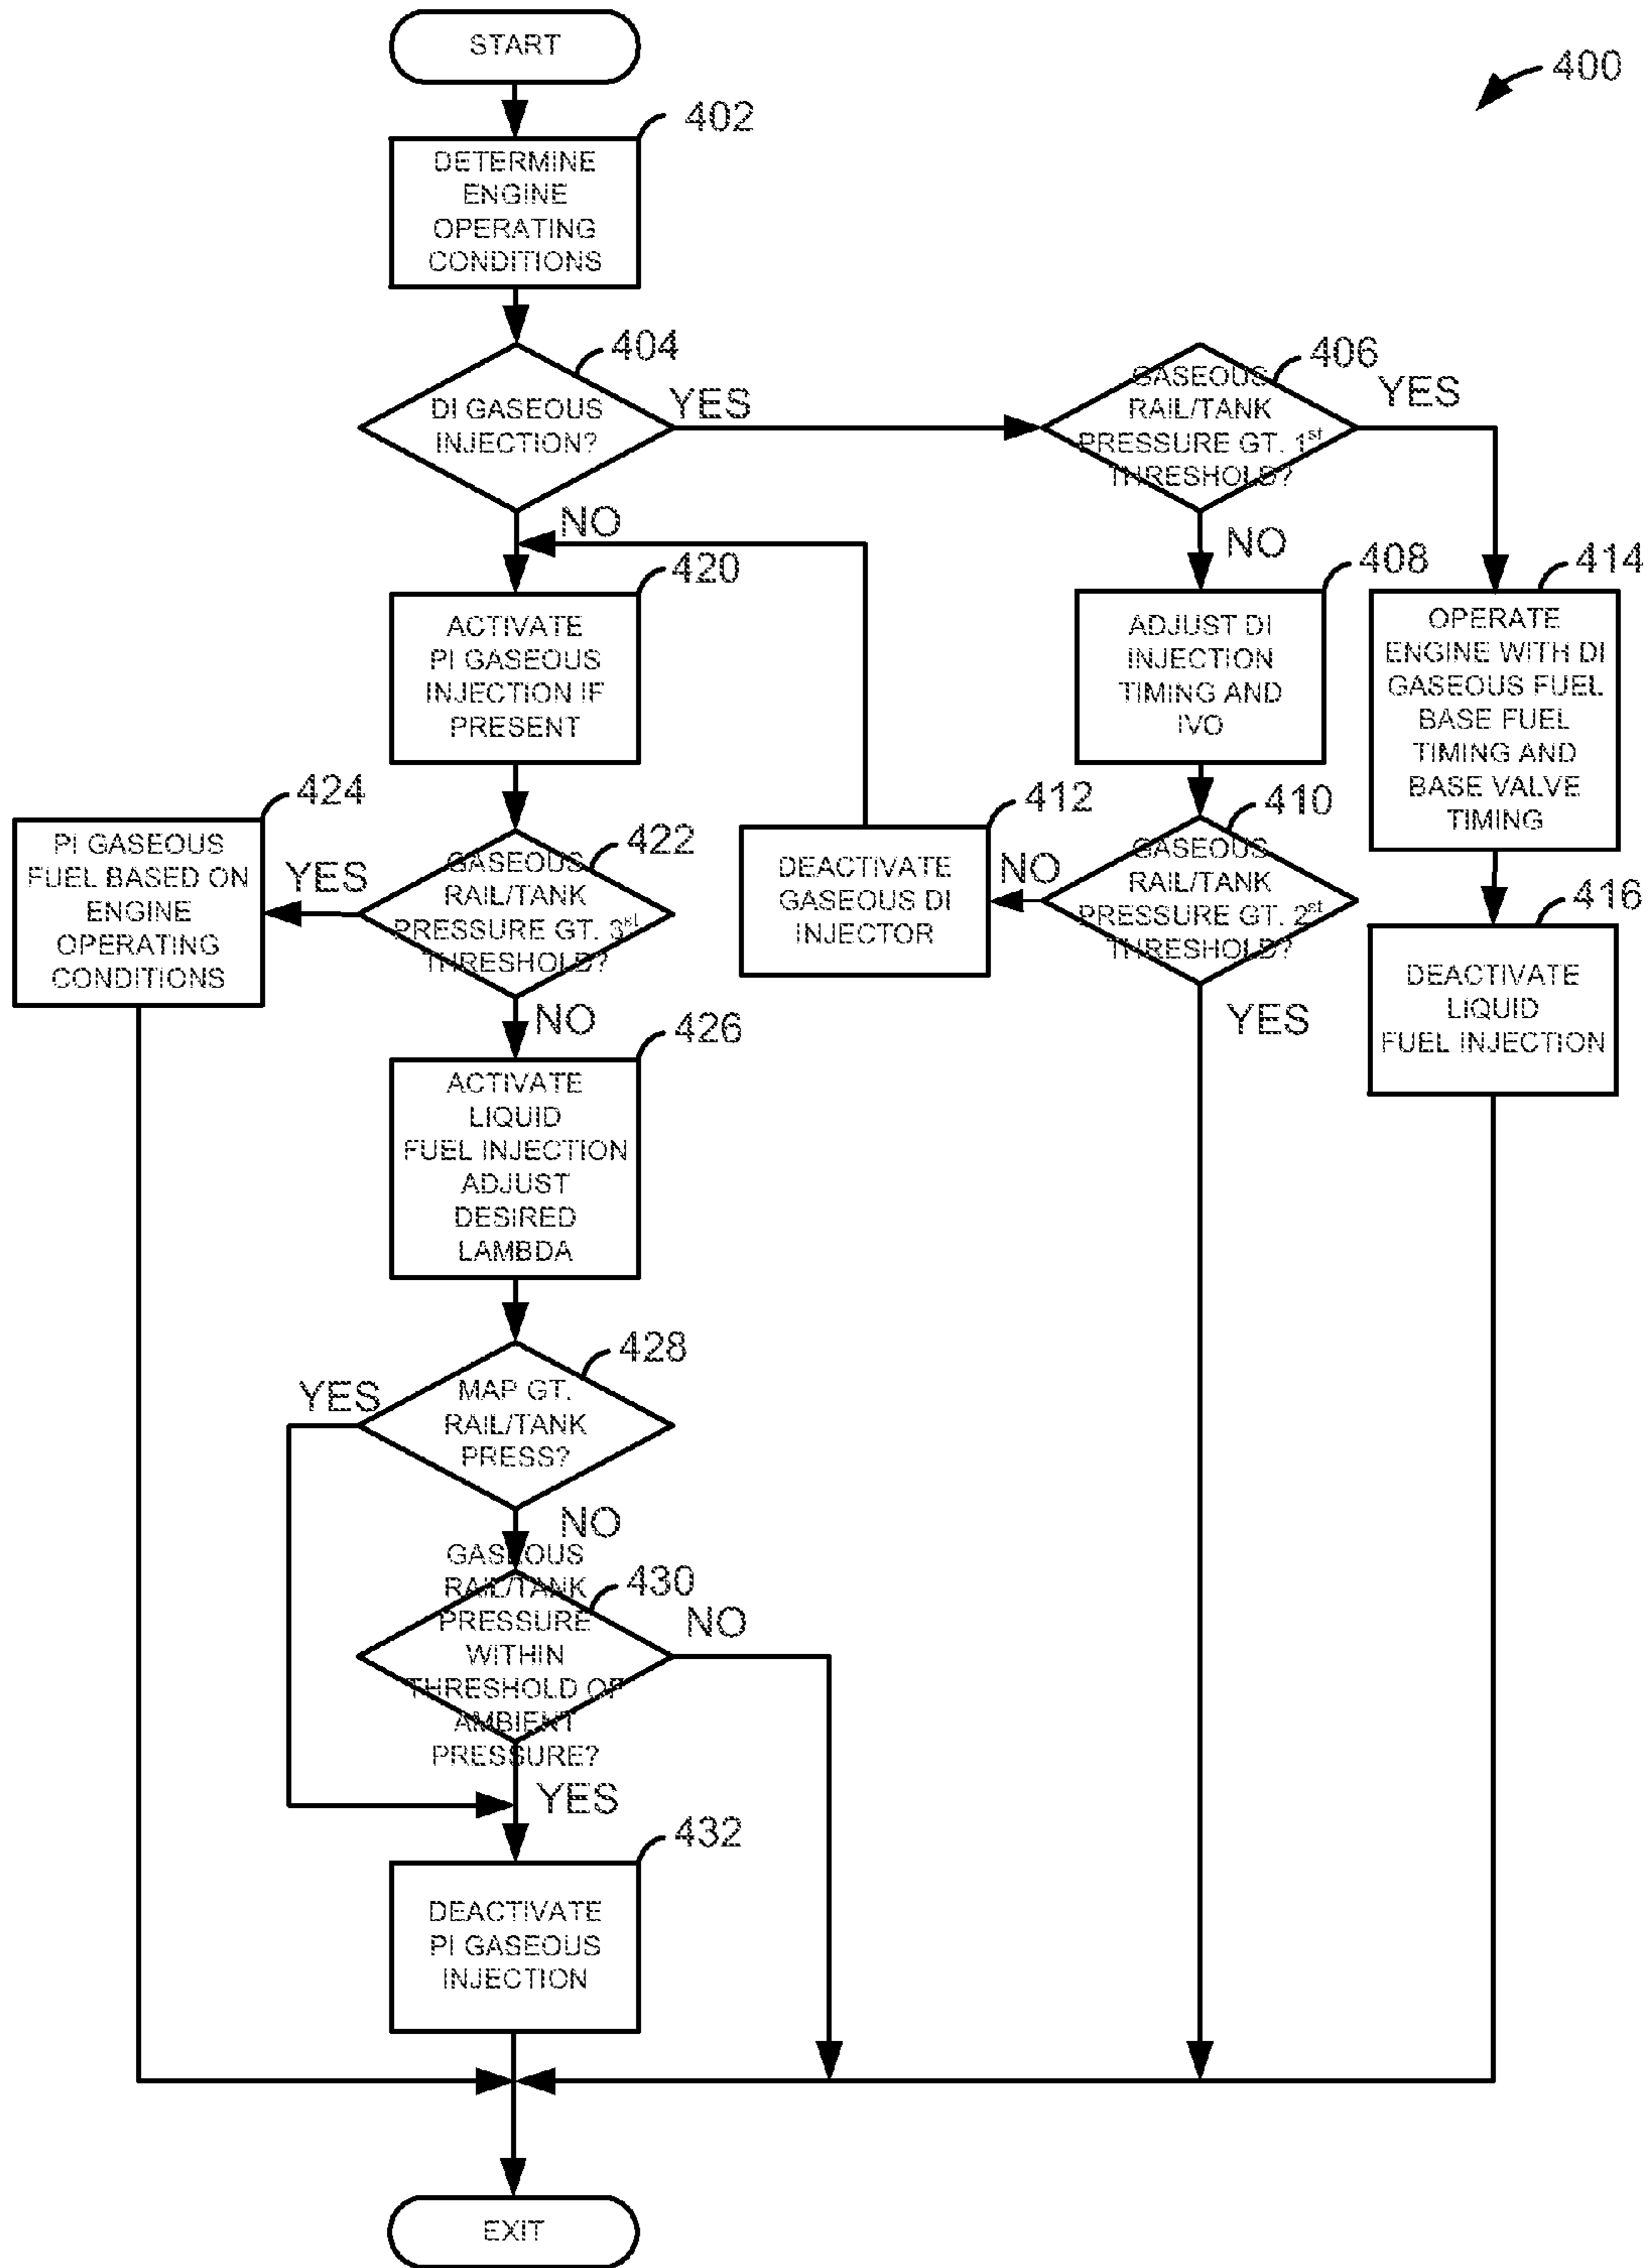 START
400
402
DETERMINE
ENGINE
OPERATING
CONDITIONS
404
DI GASEOUS
INJECTION?
YES
NO
406
GASEOUS
RAIL/TANK
PRESSURE GT. 1st
THRESHOLD?
YES
NO
408
ADJUST DI
INJECTION
TIMING AND
IVO
414
OPERATE
ENGINE WITH DI
GASEOUS FUEL
BASE FUEL
TIMING AND
BASE VALVE
TIMING
420
ACTIVATE
PI GASEOUS
INJECTION IF
PRESENT
410
GASEOUS
RAIL/TANK
PRESSURE GT. 2st
THRESHOLD?
NO
YES
412
DEACTIVATE
GASEOUS DI
INJECTOR
416
DEACTIVATE
LIQUID
FUEL INJECTION
422
GASEOUS
RAIL/TANK
PRESSURE GT. 3st
THRESHOLD?
YES
NO
424
PI GASEOUS
FUEL BASED ON
ENGINE
OPERATING
CONDITIONS
426
ACTIVATE
LIQUID
FUEL INJECTION
ADJUST
DESIRED
LAMBDA
428
MAP GT.
RAIL/TANK
PRESS?
YES
NO
430
GASEOUS
RAIL/TANK
PRESSURE
WITHIN
THRESHOLD OF
AMBIENT
PRESSURE?
NO
YES
432
DEACTIVATE
PI GASEOUS
INJECTION
EXIT